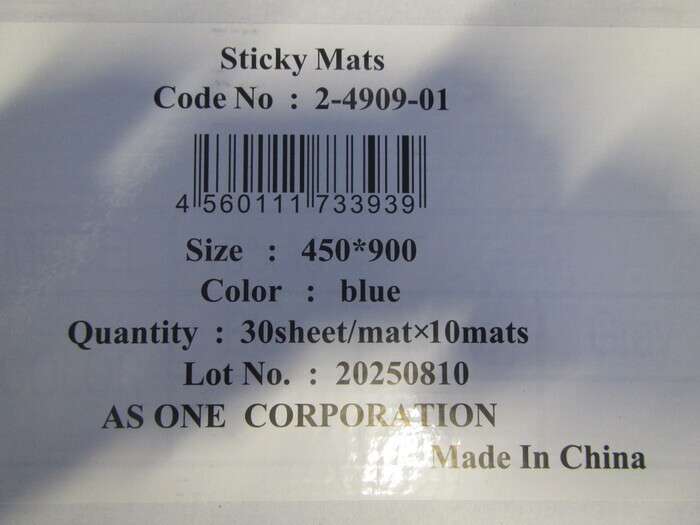 Sticky Mats
Code No : 2-4909-01
4 560111 733939
Size : 450*900
Color : blue
Quantity : 30sheet/mat×10mats
Lot No. : 20250810
AS ONE CORPORATION
Made In China